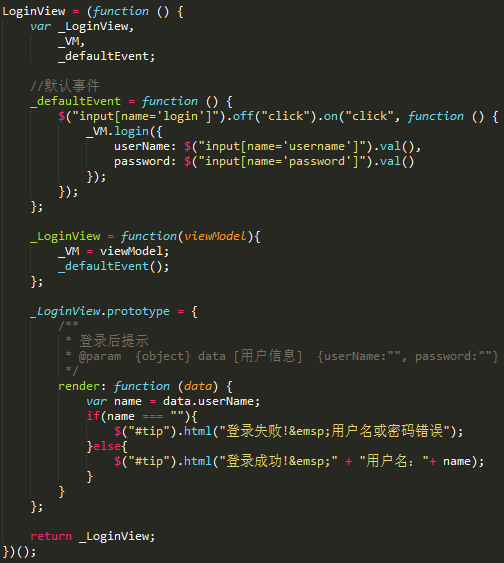 LoginView = (function () {
    var _LoginView,
        _VM,
        _defaultEvent;

    //默认事件
    _defaultEvent = function () {
        $("input[name='login']").off("click").on("click", function () {
            _VM.login({
                userName: $("input[name='username']").val(),
                password: $("input[name='password']").val()
            });
        });
    };

    _LoginView = function(viewModel){
        _VM = viewModel;
        _defaultEvent();
    };

    _LoginView.prototype = {
        /**
         * 登录后提示
         * @param  {object} data [用户信息]  {userName:"", password:""}
         */
        render: function (data) {
            var name = data.userName;
            if(name === ""){
                $("#tip").html("登录失败!&emsp;用户名或密码错误");
            }else{
                $("#tip").html("登录成功!&emsp;" + "用户名："+ name);
            }
        }
    };

    return _LoginView;
})();